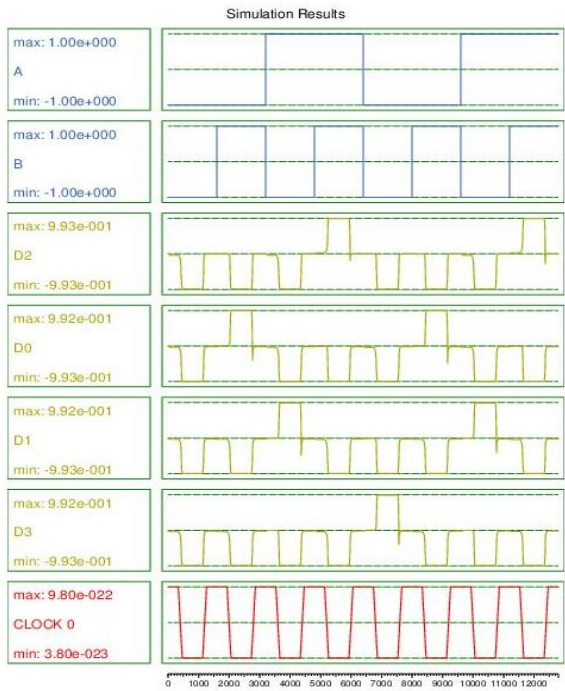 Simulation Results
max: 1.00e+000
A
min: -1.00e+000
max: 1.00e+000
B
min: -1.00e+000
max: 9.93e-001
D2
min: -9.93e-001
max: 9.92e-001
D0
min: -9.93e-001
max: 9.92e-001
D1
min: -9.93e-001
max: 9.92e-001
D3
min: -9.93e-001
max: 9.80e-022
CLOCK 0
min: 3.80e-023
0 1000 2000 3000 4000 5000 6000 7000 8000 9000 10000 11000 12000